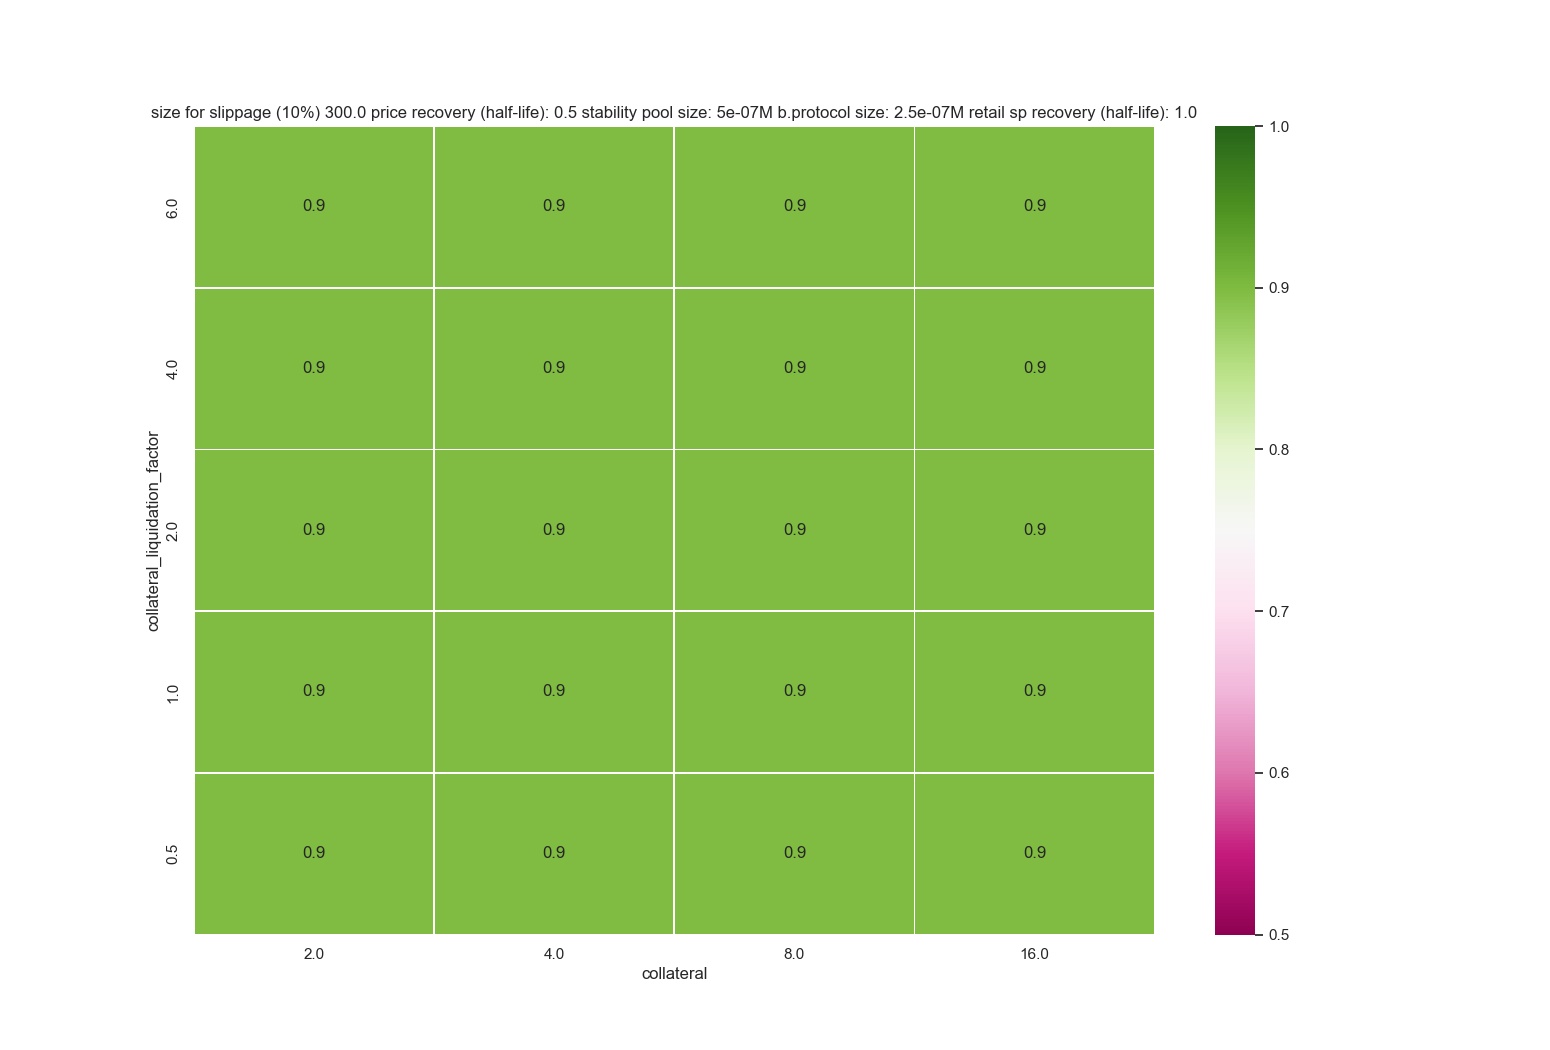 size for slippage (10%) 300.0 price recovery (half-life): 0.5 stability pool size: 5e-07M b.protocol size: 2.5e-07M retail sp recovery (half-life): 1.0
collateral_liquidation_factor
6.0 0.9 0.9 0.9 0.9
4.0 0.9 0.9 0.9 0.9
2.0 0.9 0.9 0.9 0.9
1.0 0.9 0.9 0.9 0.9
0.5 0.9 0.9 0.9 0.9
2.0 4.0 8.0 16.0
collateral
1.0
0.9
0.8
0.7
0.6
0.5